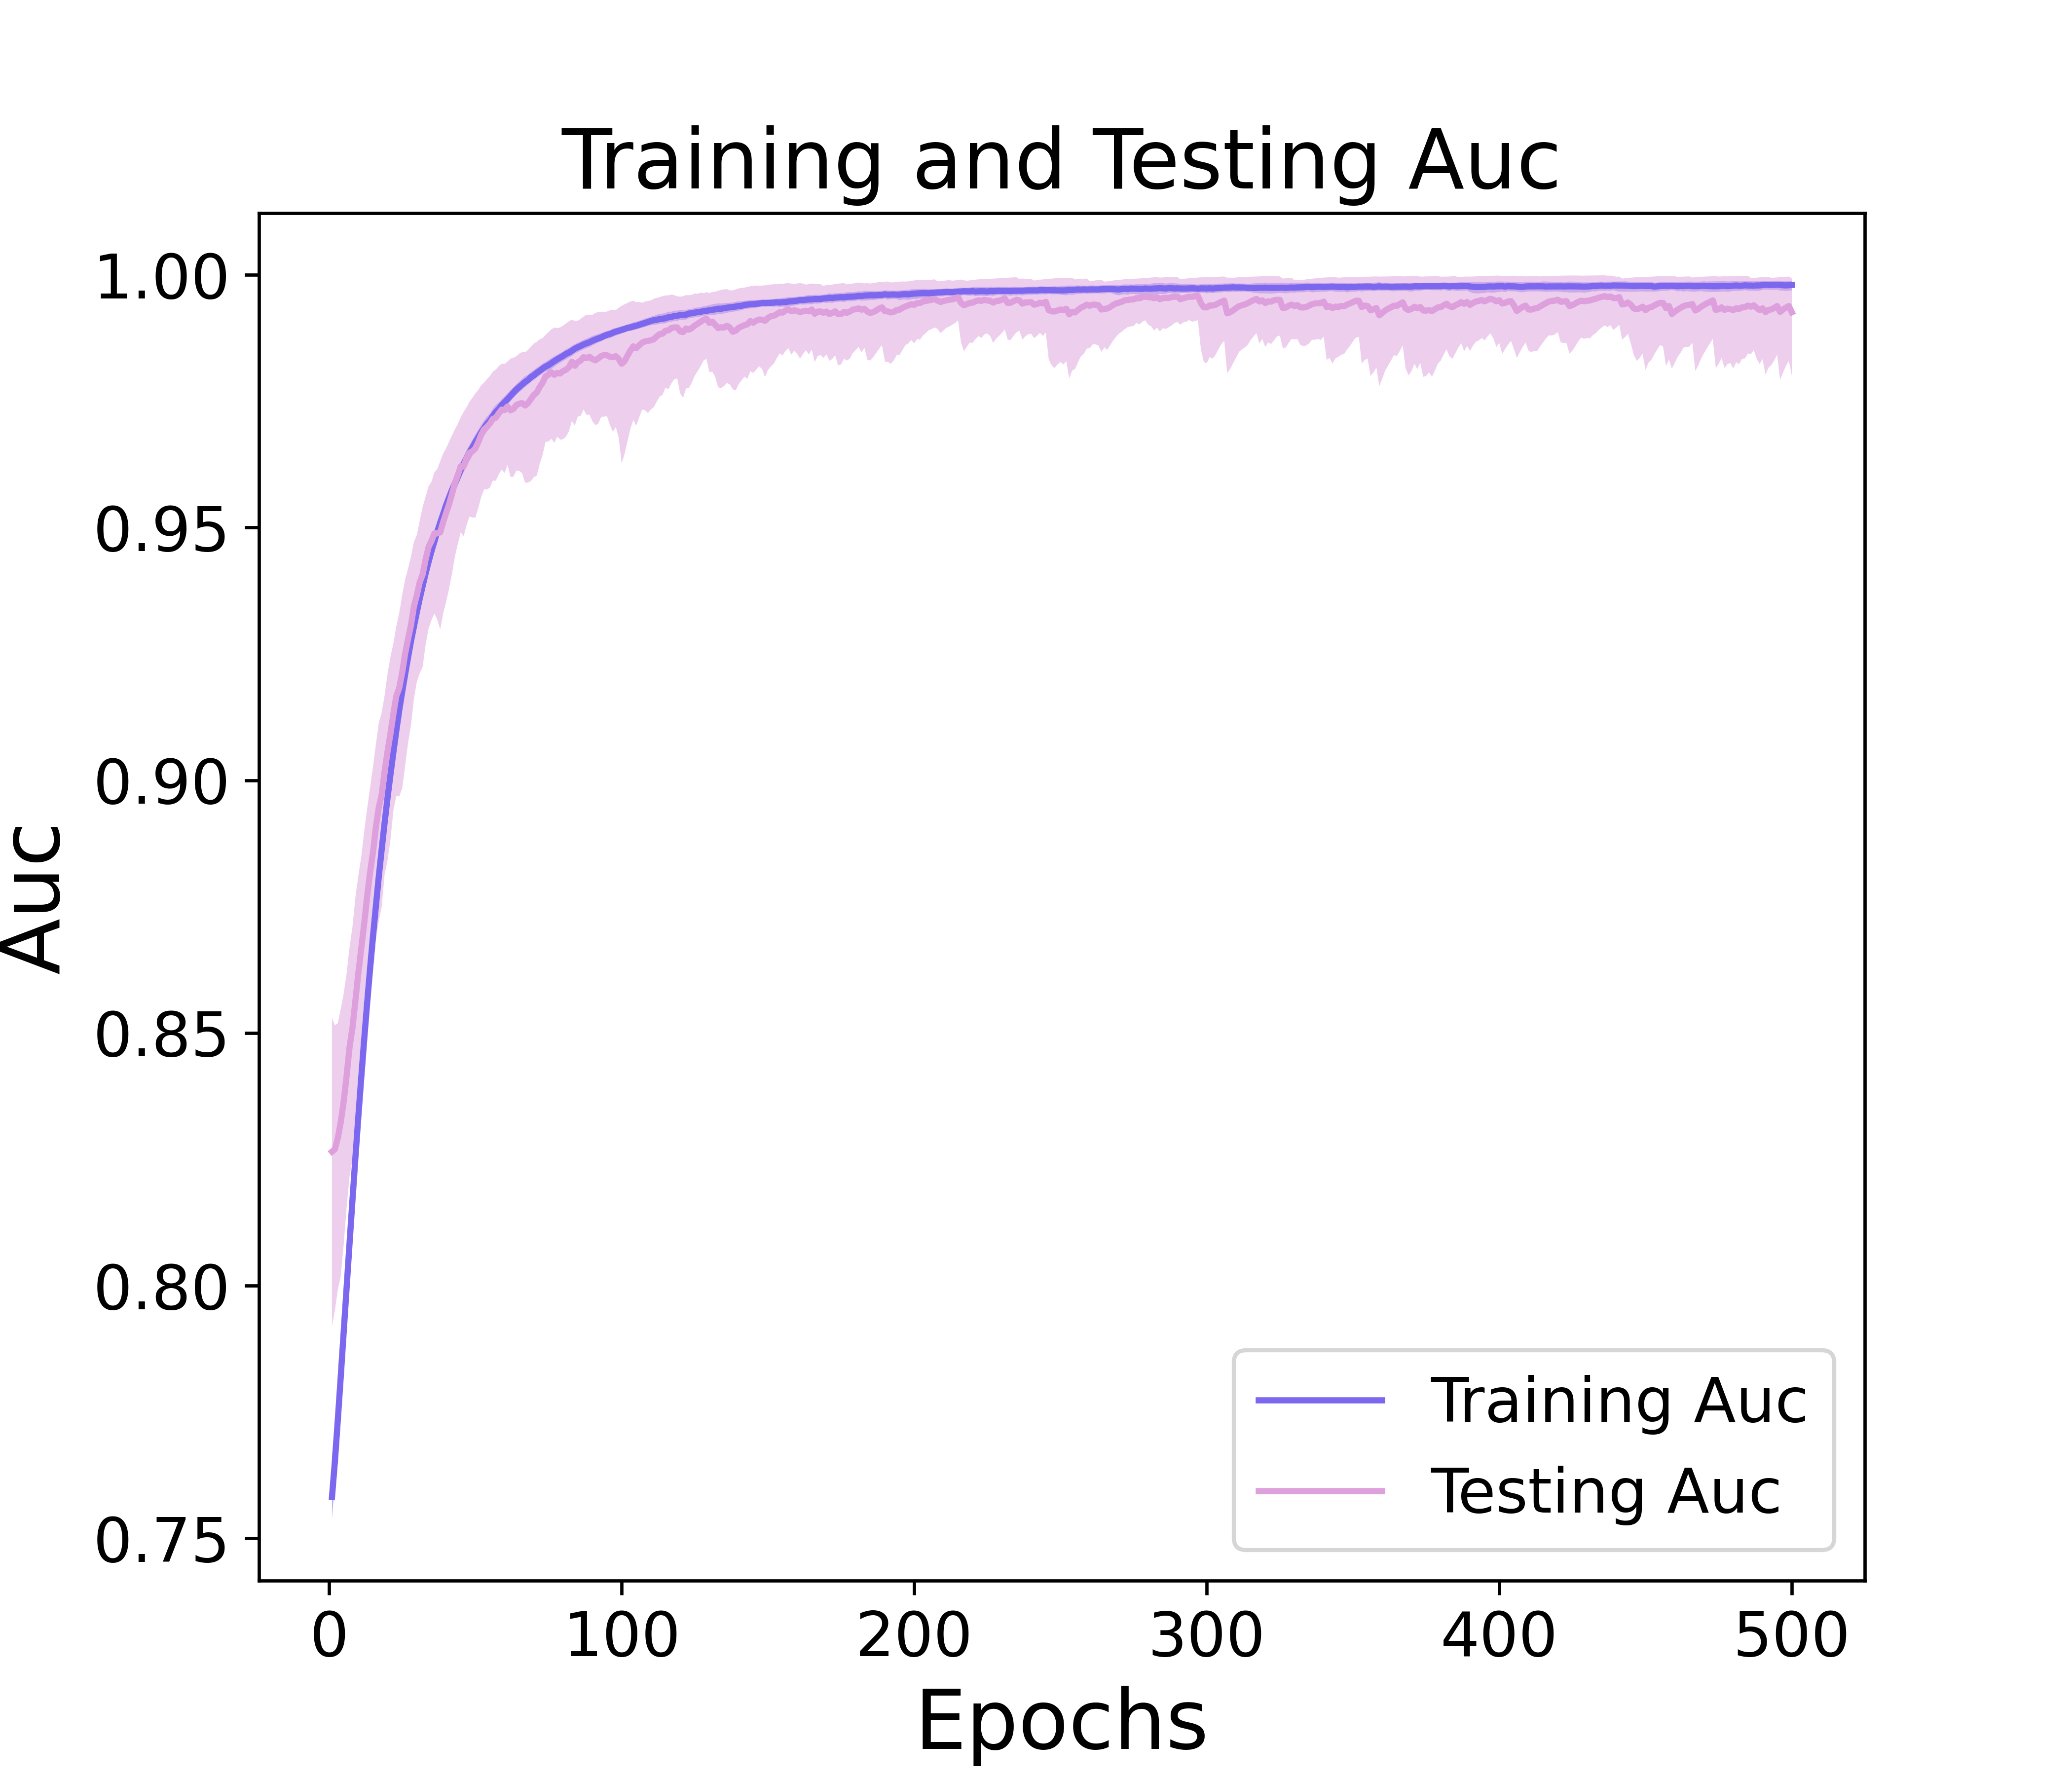 Training and Testing Auc
1.00
0.95
0.90
0.85
0.80
0.75
Auc
0
100
200
300
400
500
Epochs
Training Auc
Testing Auc